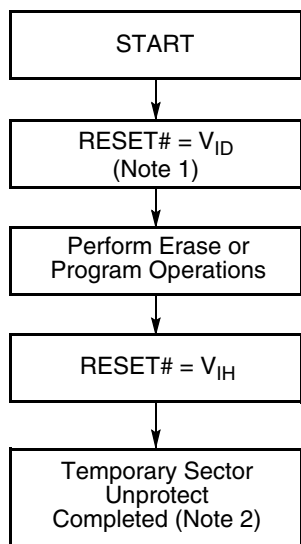 START
RESET# = VID
(Note 1)
Perform Erase or
Program Operations
RESET# = VIH
Temporary Sector
Unprotect
Completed (Note 2)